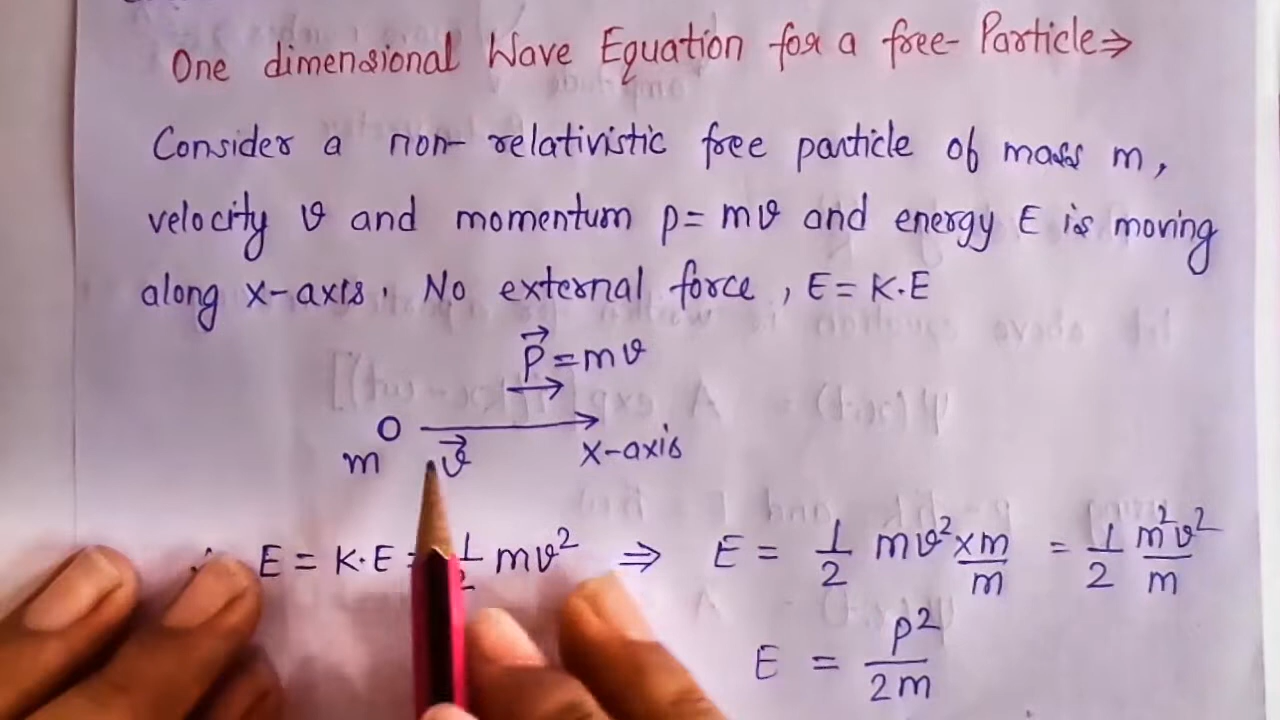 One dimensional Wave Equation for a free-Particle ⇒
Consider a non-relativistic free particle of mass m,
velocity v and momentum p = mv and energy E is moving
along x-axis. No external force, E = K.E
P⃗ = mv
m v⃗ x-axis
∴ E = K.E = 1/2 mv² ⇒ E = 1/2 mv² × m/m = 1/2 m²v²/m
E = p²/2m